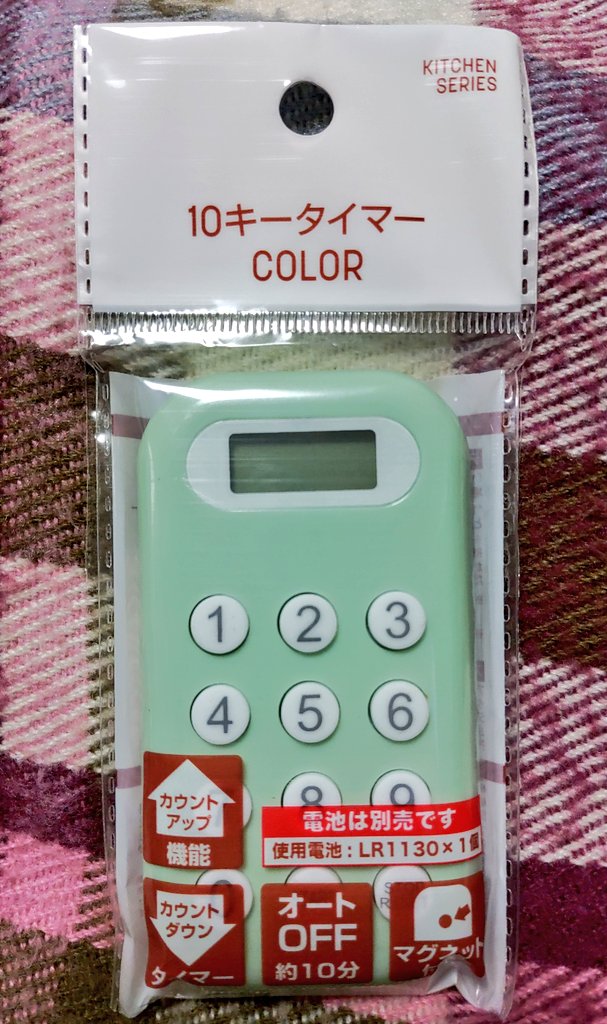 KITCHEN
SERIES
10キータイマー
COLOR
1 2 3
4 5 6
8 9
カウント
アップ
機能
電池は別売です
使用電池：LR1130×1個
カウント
ダウン
タイマー
オート
OFF
約10分
マグネット